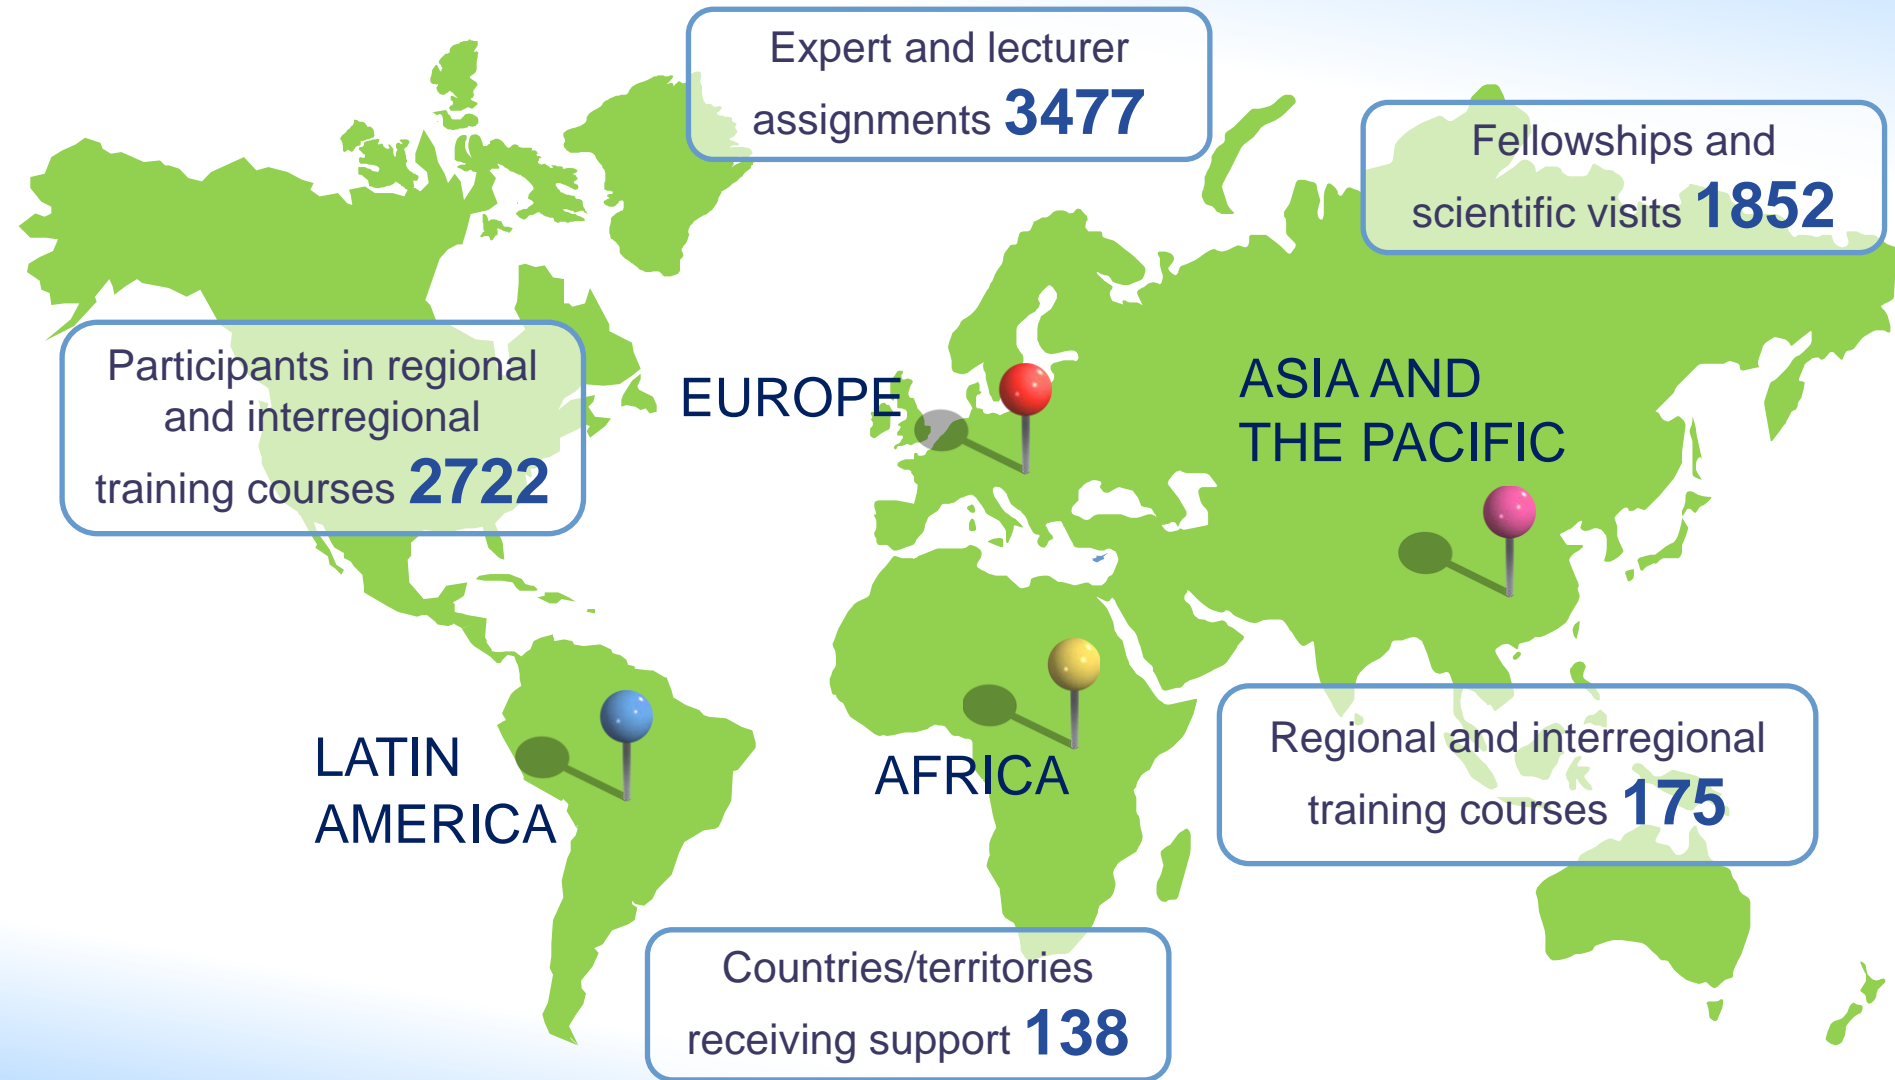 Expert and lecturer
assignments 3477
Fellowships and
scientific visits 1852
Participants in regional
and interregional
training courses 2722
EUROPE
ASIA AND
THE PACIFIC
LATIN
AMERICA
AFRICA
Regional and interregional
training courses 175
Countries/territories
receiving support 138